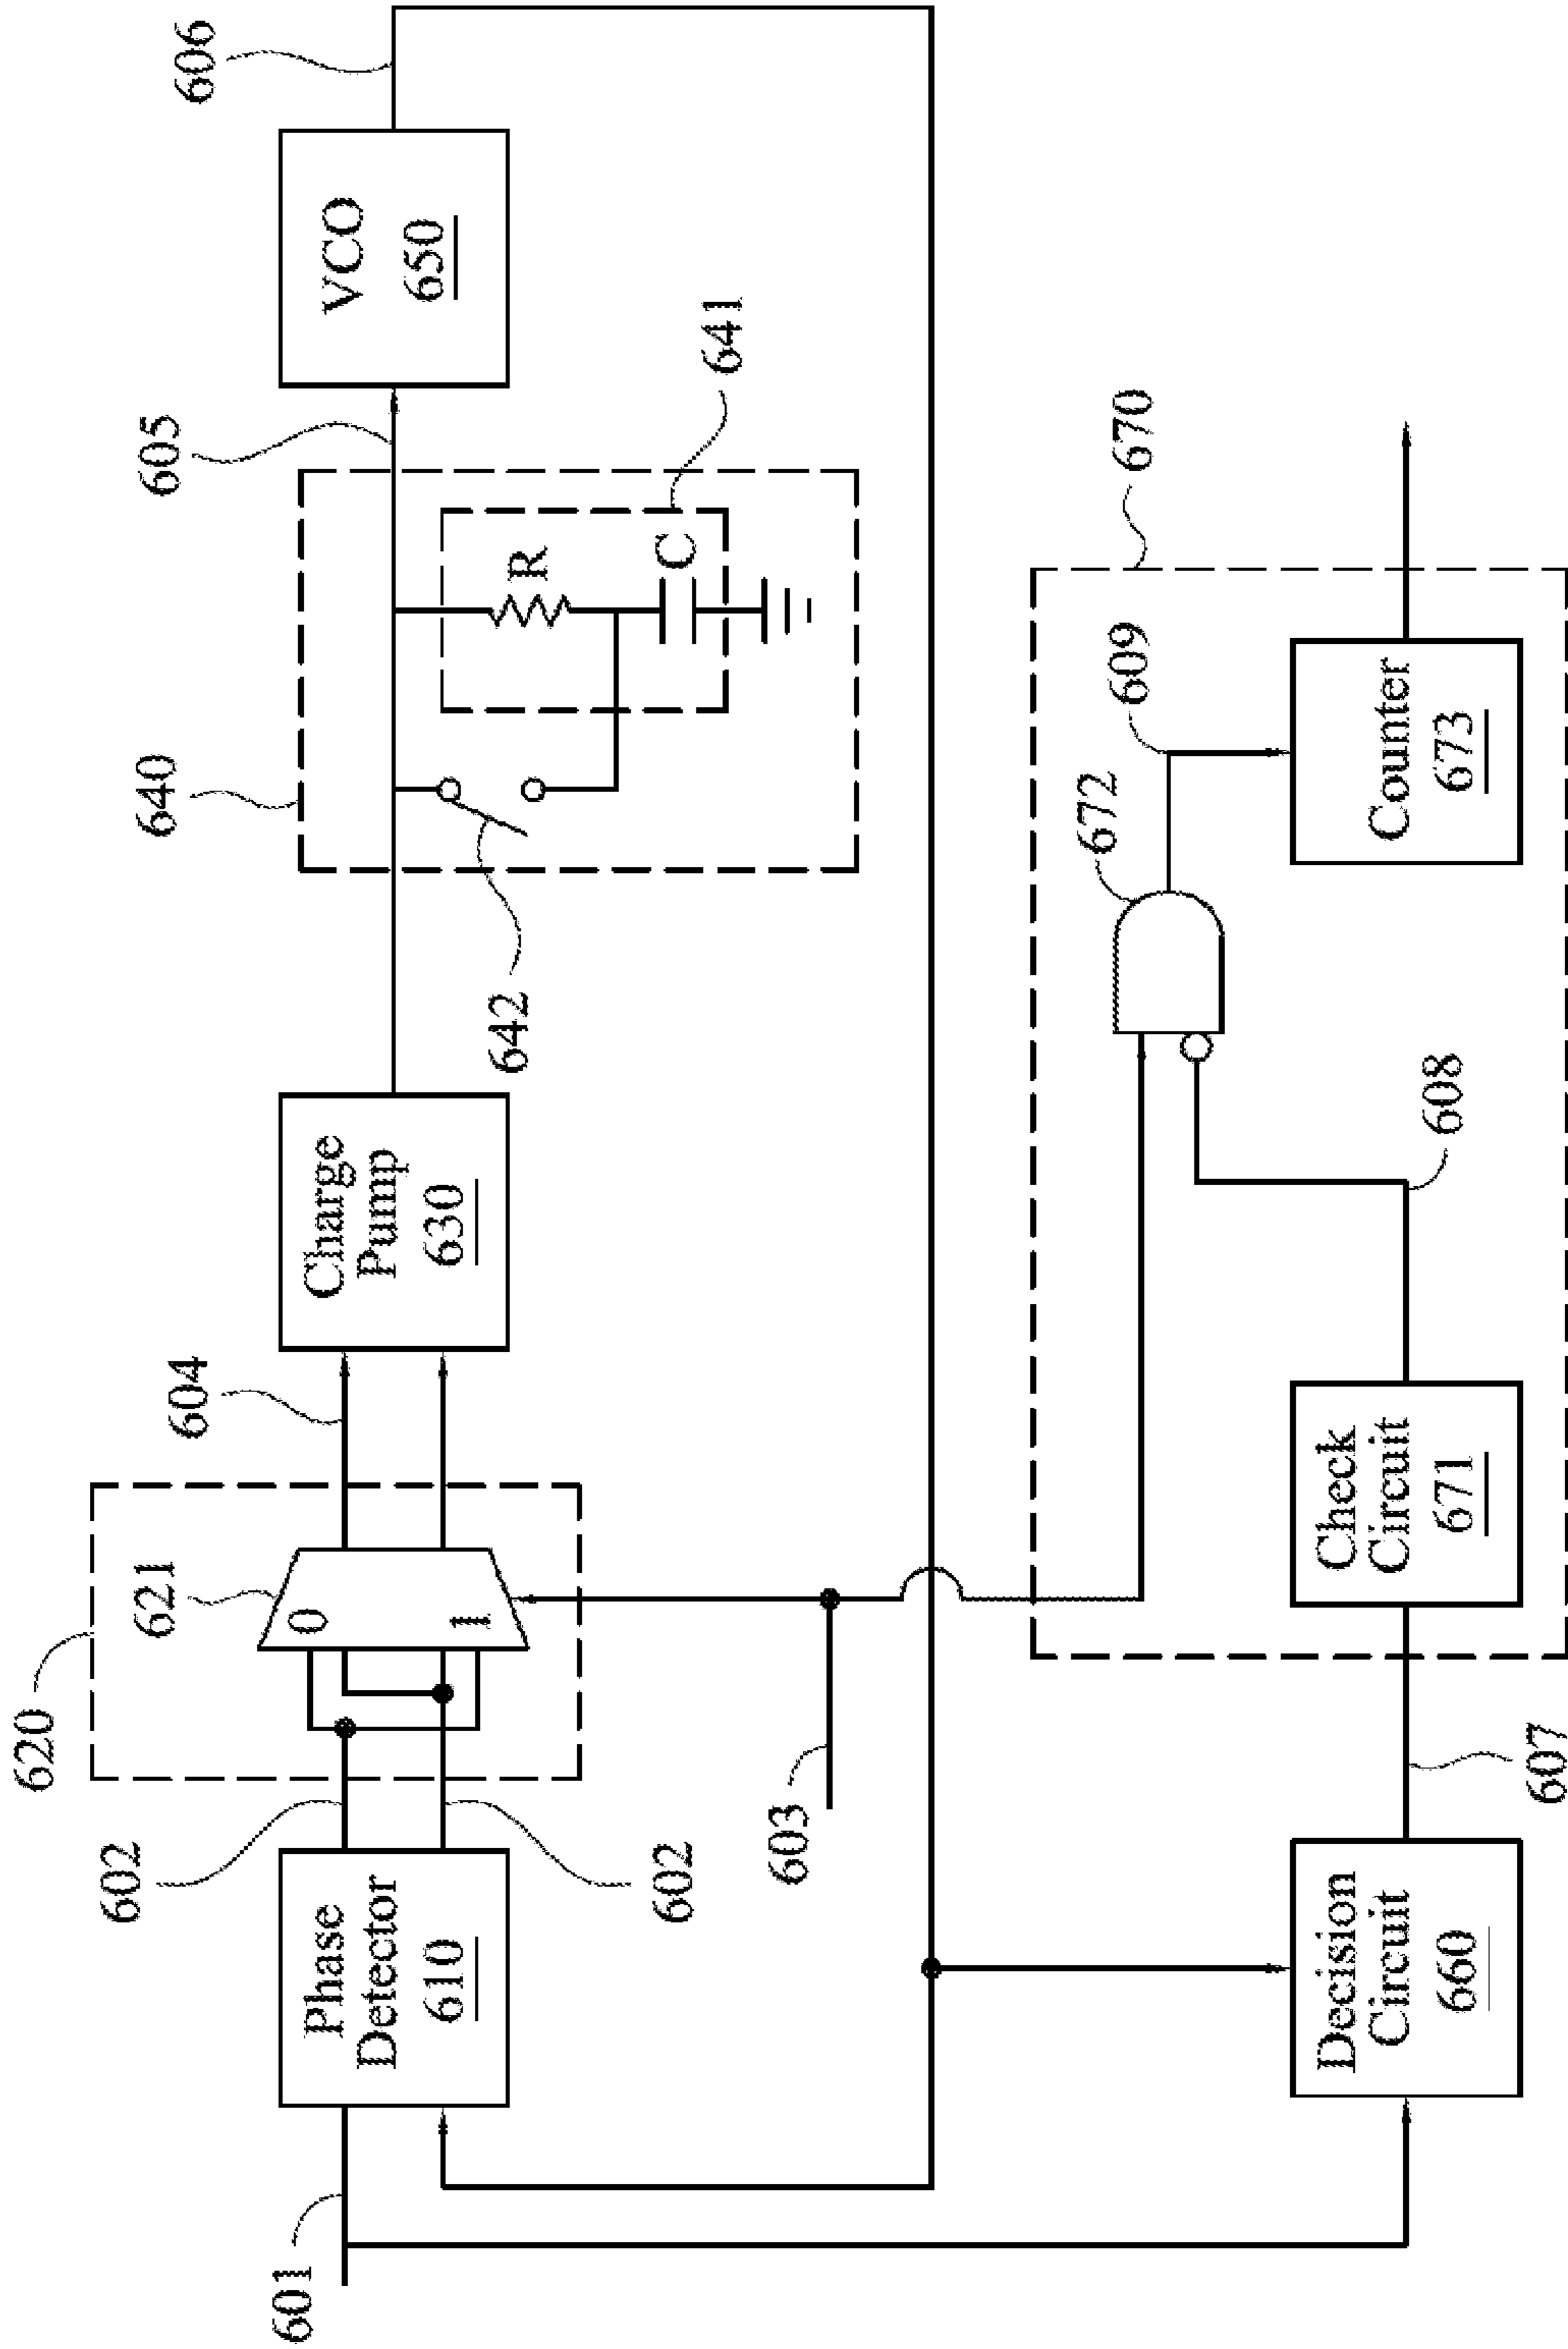 620
621
604
602
Phase
Detector
610
0
1
Charge
Pump
630
640
605
606
VCO
650
R
C
641
642
601
602
603
670
672
609
608
Decision
Circuit
660
607
Check
Circuit
671
Counter
673